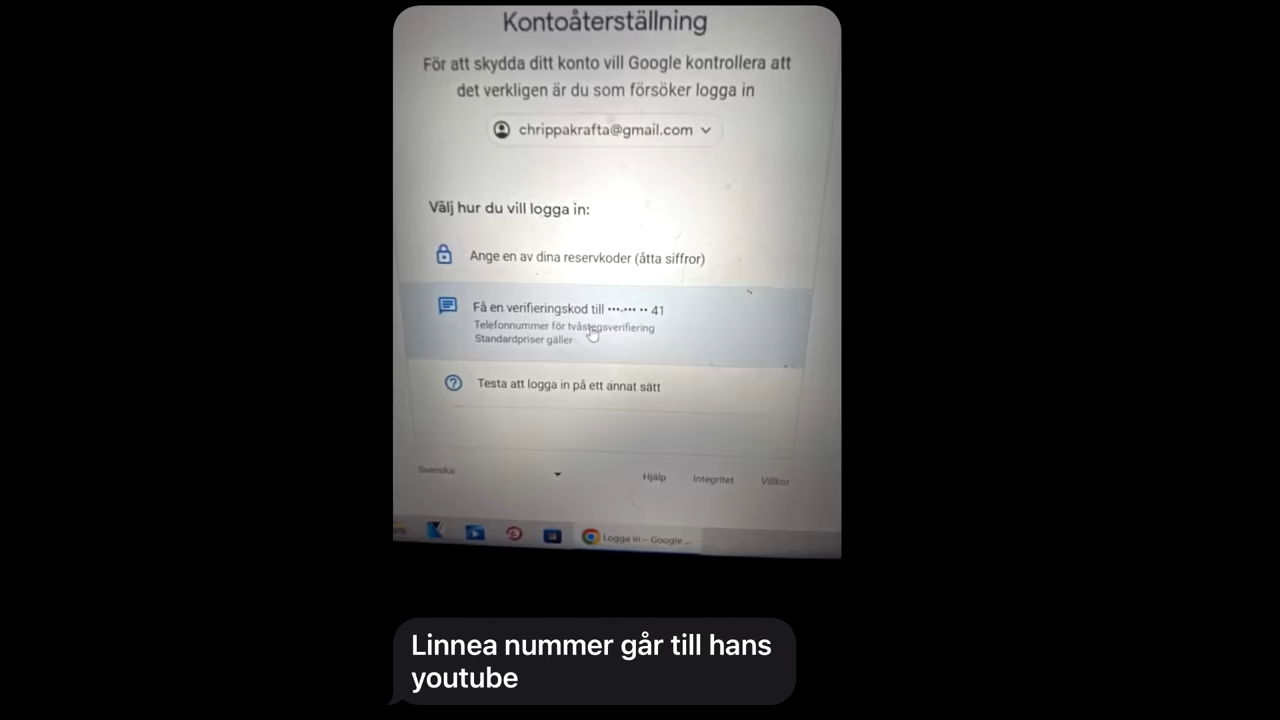 Kontoåterställning
För att skydda ditt konto vill Google kontrollera att
det verkligen är du som försöker logga in
chrippakrafta@gmail.com
Välj hur du vill logga in:
Ange en av dina reservkoder (åtta siffror)
Få en verifieringskod till •••-••• •• 41
Telefonnummer för tvåstegsverifiering
Standardpriser gäller
Testa att logga in på ett annat sätt
Svenska
Hjälp Integritet Villkor
Logga in – Google ...
Linnea nummer går till hans
youtube